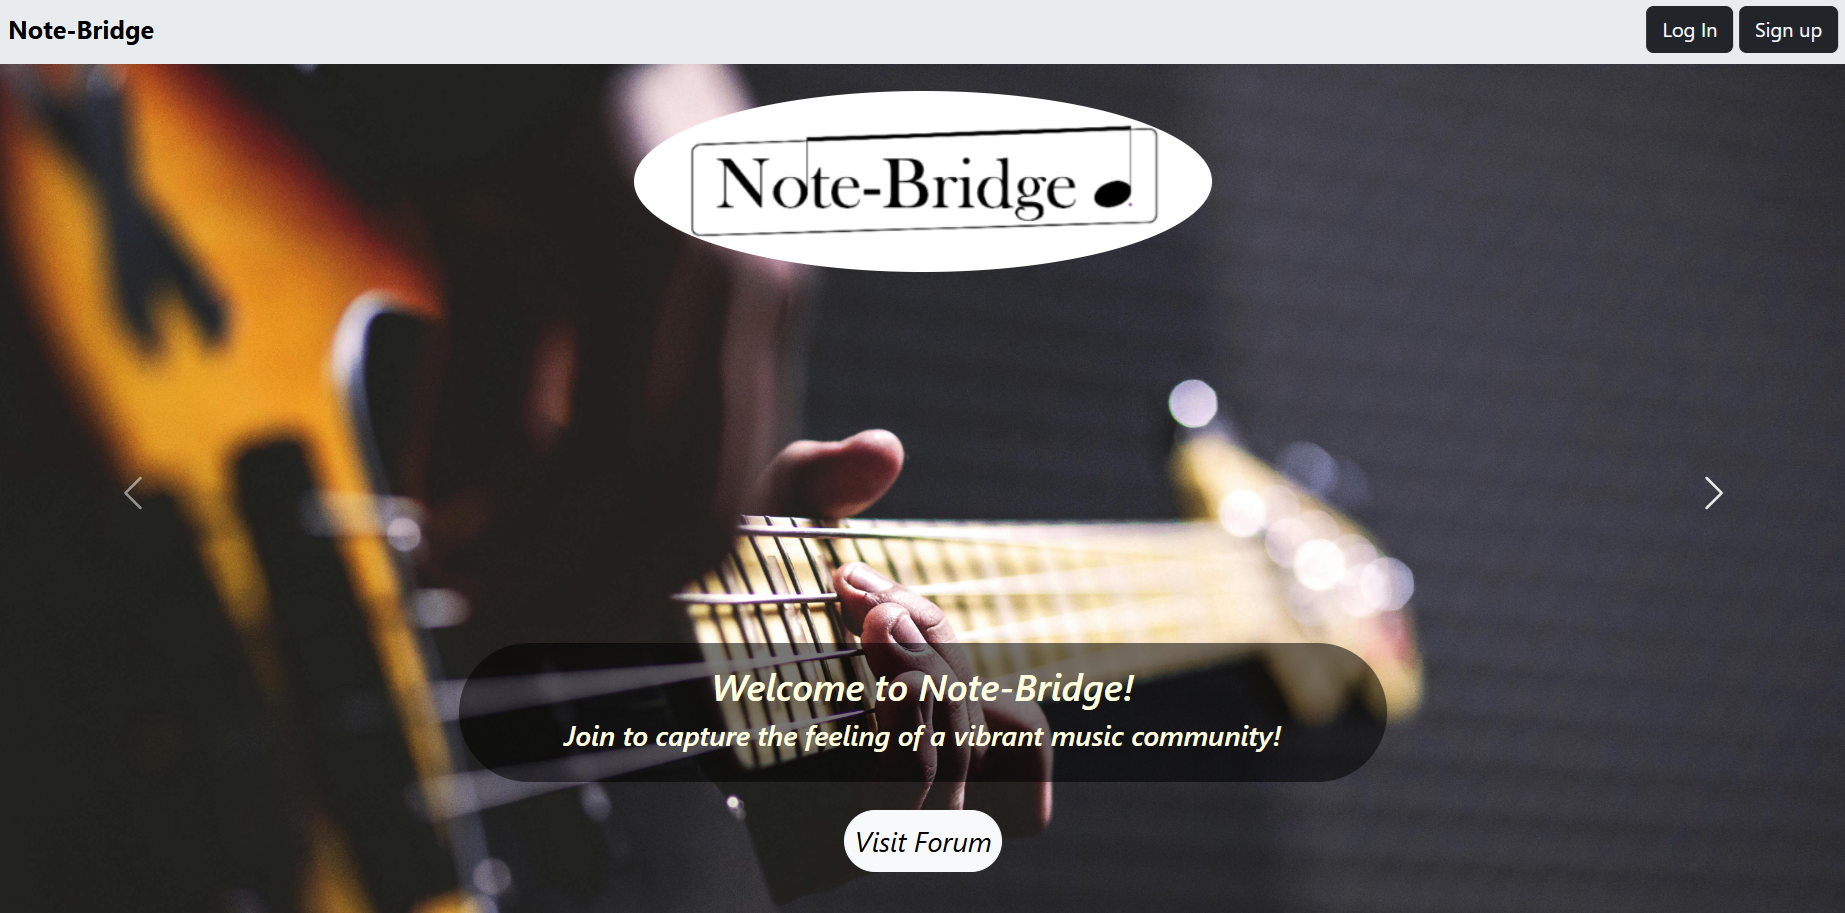 Note-Bridge
Log In
Sign up
Note-Bridge
Welcome to Note-Bridge!
Join to capture the feeling of a vibrant music community!
Visit Forum